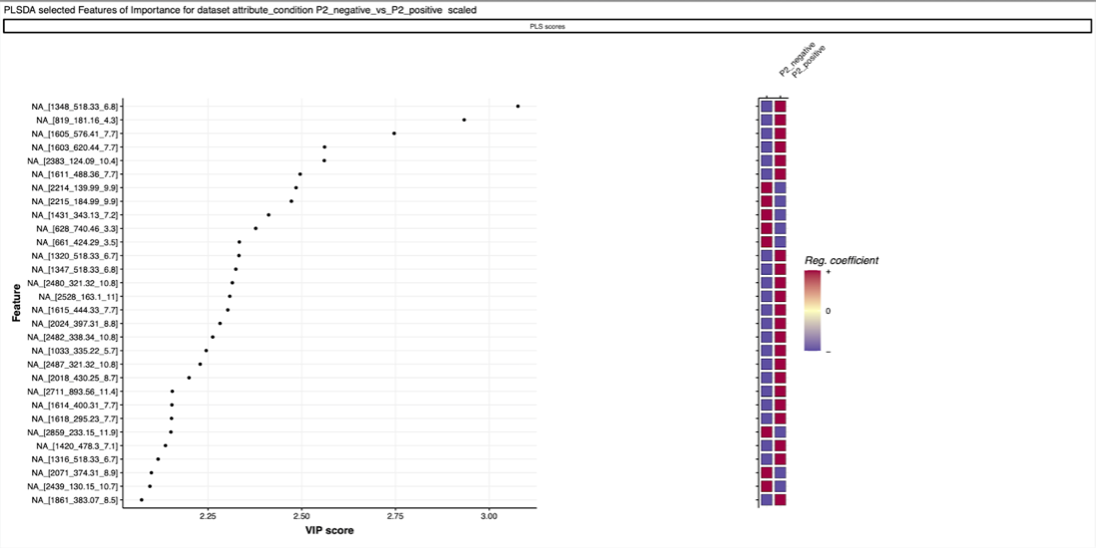 PLSDA selected Features of Importance for dataset attribute_condition P2_negative_vs_P2_positive scaled
PLS scores
P2_negative
P2_positive
NA_[1348_518.33_6.8]
NA_[819_181.16_4.3]
NA_[1605_576.41_7.7]
NA_[1603_620.44_7.7]
NA_[2383_124.09_10.4]
NA_[1611_488.36_7.7]
NA_[2214_139.99_9.9]
NA_[2215_184.99_9.9]
NA_[1431_343.13_7.2]
NA_[628_740.46_3.3]
NA_[661_424.29_3.5]
NA_[1320_518.33_6.7]
NA_[1347_518.33_6.8]
NA_[2480_321.32_10.8]
NA_[2528_163.1_11]
NA_[1615_444.33_7.7]
NA_[2024_397.31_8.8]
NA_[2482_338.34_10.8]
NA_[1033_335.22_5.7]
NA_[2487_321.32_10.8]
NA_[2018_430.25_8.7]
NA_[2711_893.56_11.4]
NA_[1614_400.31_7.7]
NA_[1618_295.23_7.7]
NA_[2859_233.15_11.9]
NA_[1420_478.3_7.1]
NA_[1316_518.33_6.7]
NA_[2071_374.31_8.9]
NA_[2439_130.15_10.7]
NA_[1861_383.07_8.5]
Feature
2.25 2.50 2.75 3.00
VIP score
Reg. coefficient
+
0
−